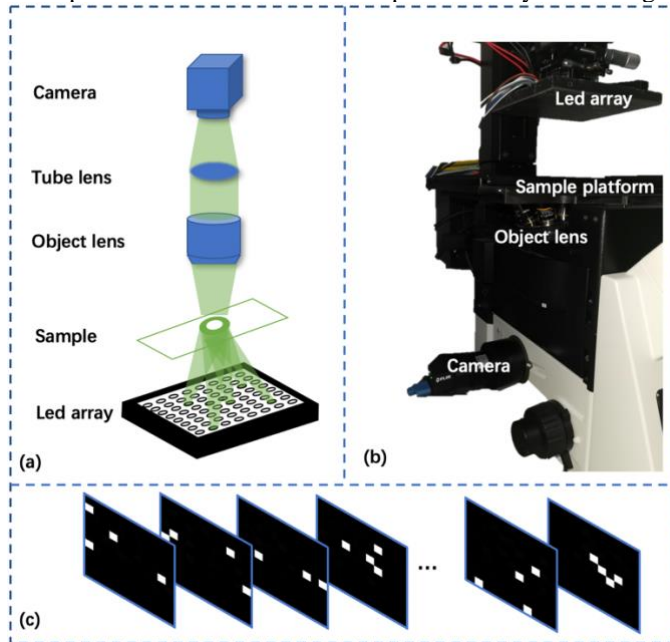 Camera
Tube lens
Object lens
Sample
Led array
(a)
Led array
Sample platform
Object lens
Camera
(b)
...
(c)